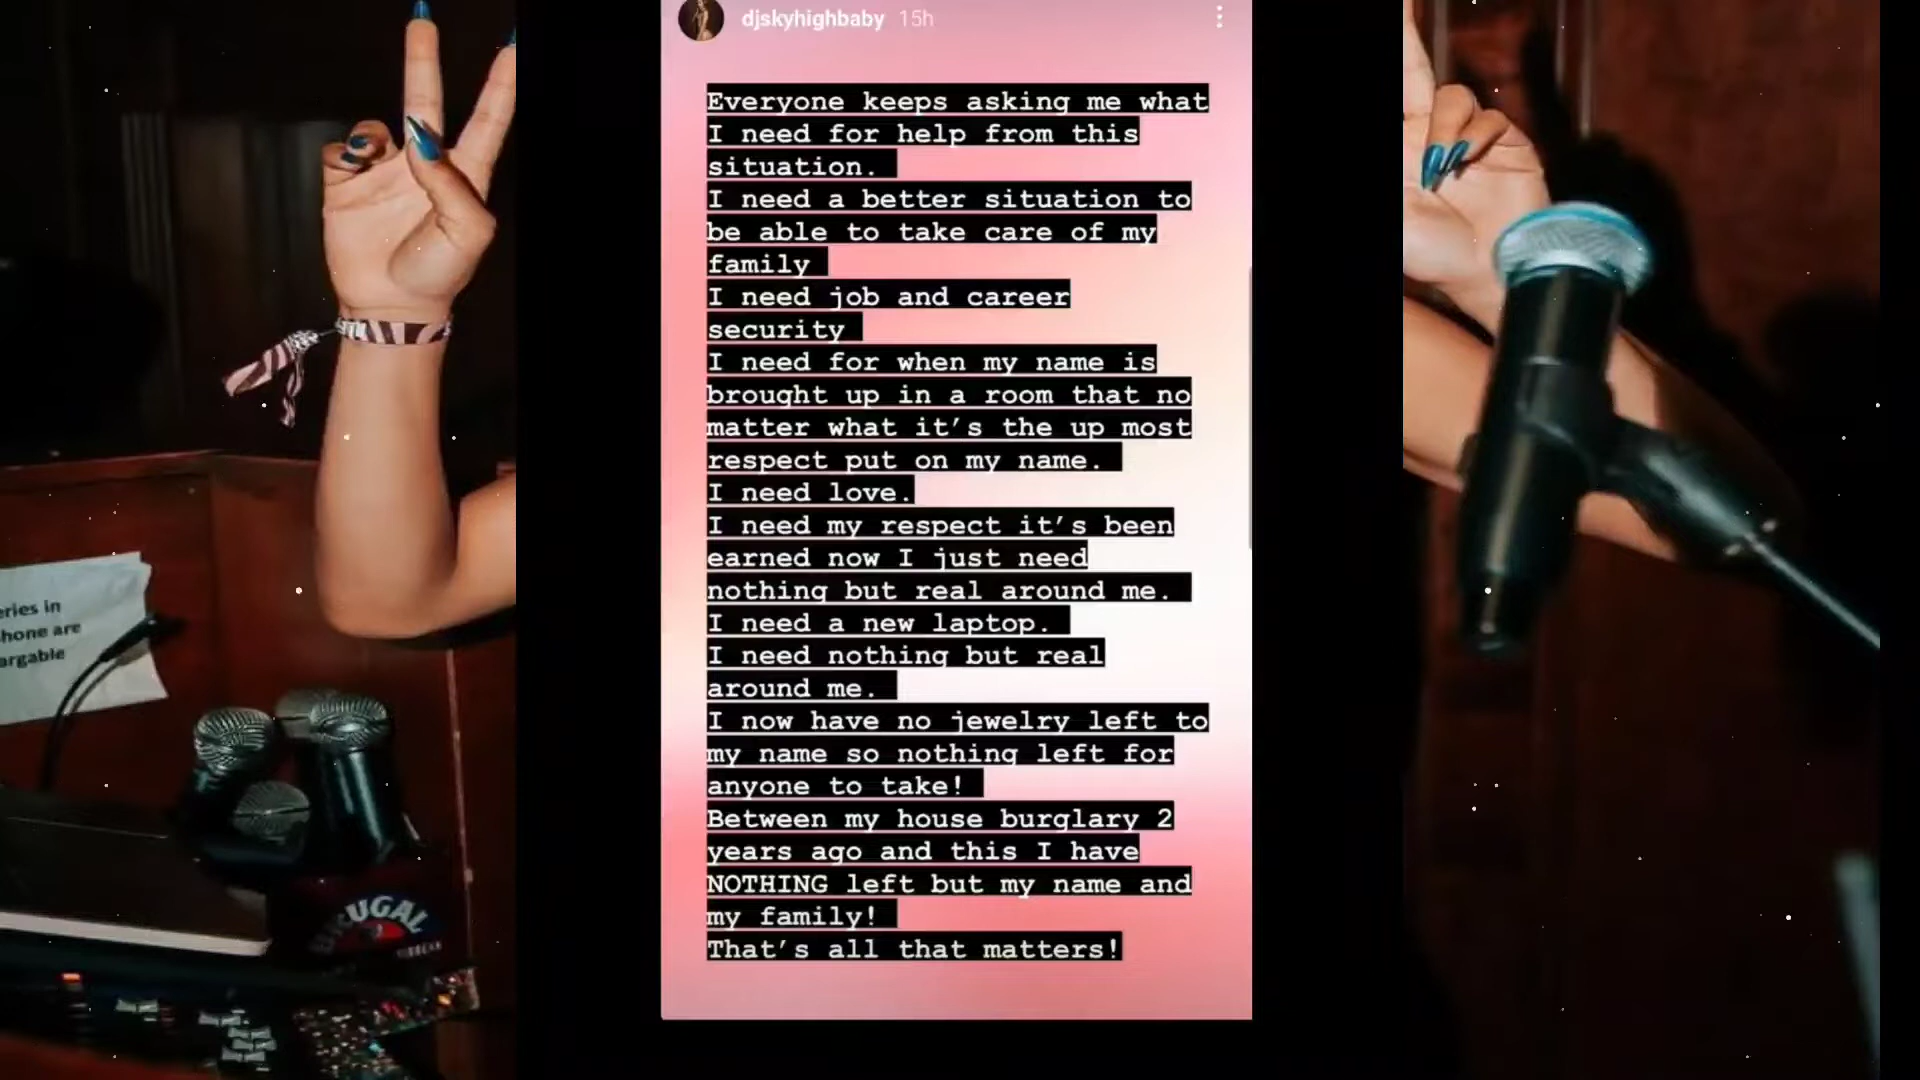 djskyhighbaby 15h
Everyone keeps asking me what
I need for help from this
situation.
I need a better situation to
be able to take care of my
family
I need job and career
security
I need for when my name is
brought up in a room that no
matter what it’s the up most
respect put on my name.
I need love.
I need my respect it’s been
earned now I just need
nothing but real around me.
I need a new laptop.
I need nothing but real
around me.
I now have no jewelry left to
my name so nothing left for
anyone to take!
Between my house burglary 2
years ago and this I have
NOTHING left but my name and
my family!
That’s all that matters!
eries in
hone are
argable
BRUGAL